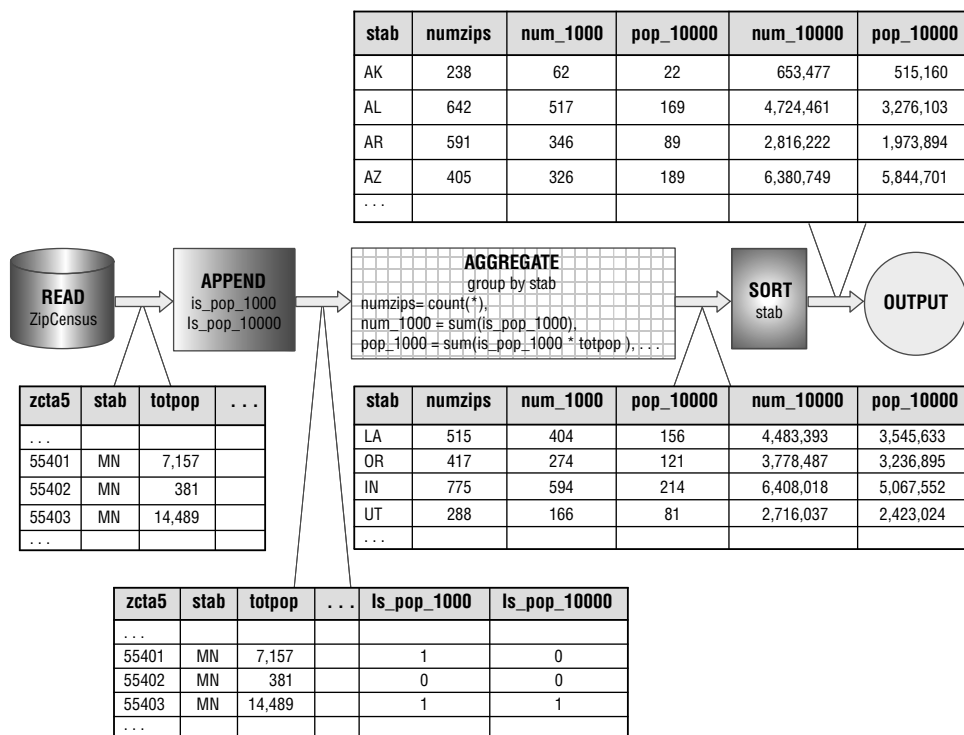 stab numzips num_1000 pop_10000 num_10000 pop_10000
AK 238 62 22 653,477 515,160
AL 642 517 169 4,724,461 3,276,103
AR 591 346 89 2,816,222 1,973,894
AZ 405 326 189 6,380,749 5,844,701
. . .
READ
ZipCensus
APPEND
is_pop_1000
Is_pop_10000
AGGREGATE
group by stab
numzips= count(*),
num_1000 = sum(is_pop_1000),
pop_1000 = sum(is_pop_1000 * totpop ), . . .
SORT
stab
OUTPUT
zcta5 stab totpop . . .
. . .
55401 MN 7,157
55402 MN 381
55403 MN 14,489
. . .
stab numzips num_1000 pop_10000 num_10000 pop_10000
LA 515 404 156 4,483,393 3,545,633
OR 417 274 121 3,778,487 3,236,895
IN 775 594 214 6,408,018 5,067,552
UT 288 166 81 2,716,037 2,423,024
. . .
zcta5 stab totpop . . . Is_pop_1000 Is_pop_10000
. . .
55401 MN 7,157 1 0
55402 MN 381 0 0
55403 MN 14,489 1 1
. . .